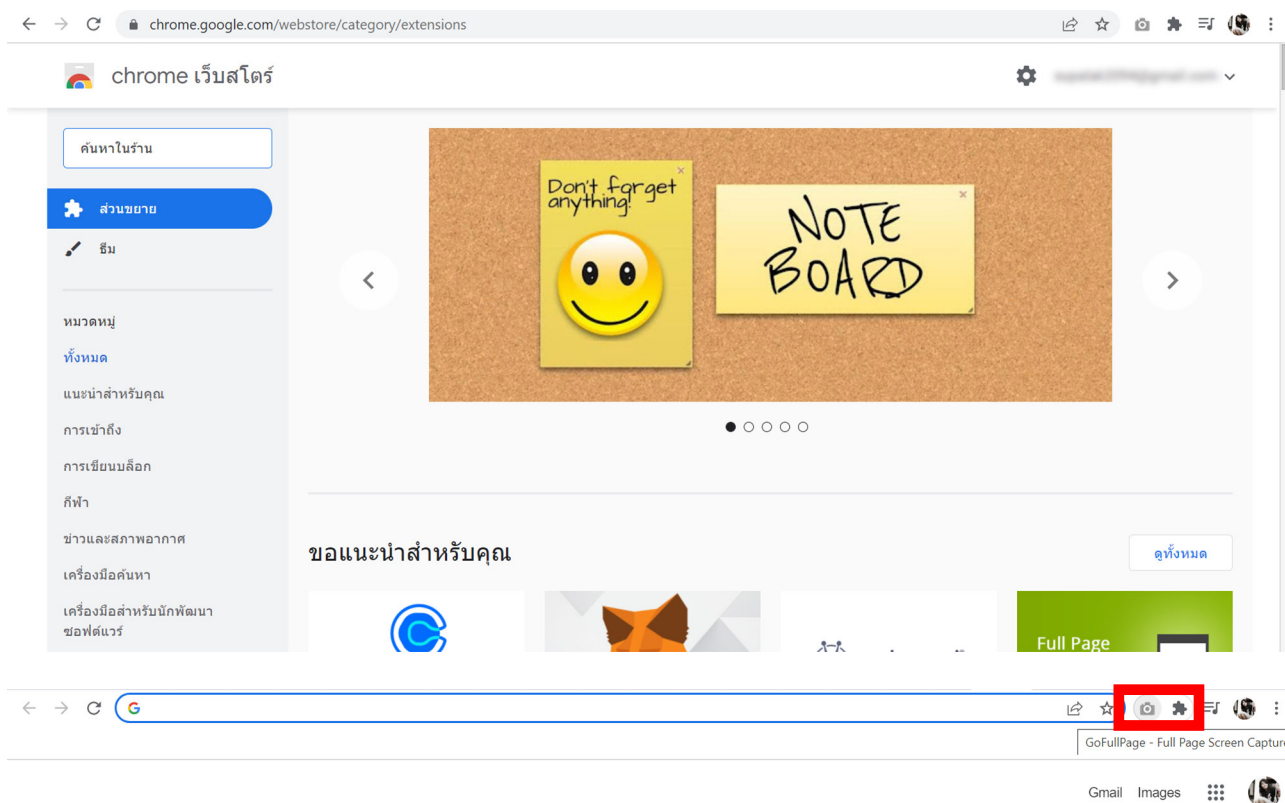 chrome.google.com/webstore/category/extensions
chrome เว็บสโตร์
ค้นหาในร้าน
ส่วนขยาย
ธีม
หมวดหมู่
ทั้งหมด
แนะนำสำหรับคุณ
การเข้าถึง
การเขียนบล็อก
กีฬา
ข่าวและสภาพอากาศ
เครื่องมือค้นหา
เครื่องมือสำหรับนักพัฒนา
ซอฟต์แวร์
Don't forget
anything!
NOTE
BOARD
ขอแนะนำสำหรับคุณ
ดูทั้งหมด
Full Page
GoFullPage - Full Page Screen Capture
Gmail Images